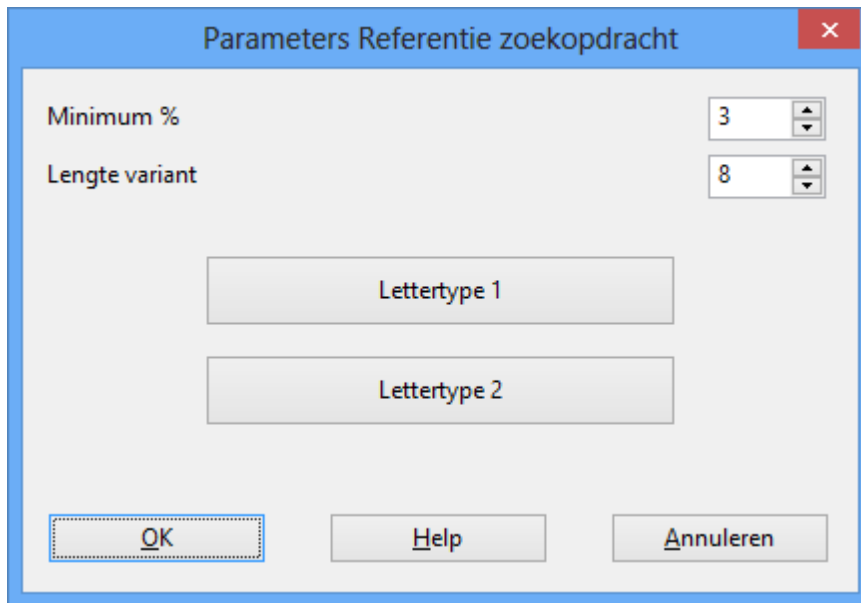 Parameters Referentie zoekopdracht
Minimum % 3
Lengte variant 8
Lettertype 1
Lettertype 2
OK Help Annuleren